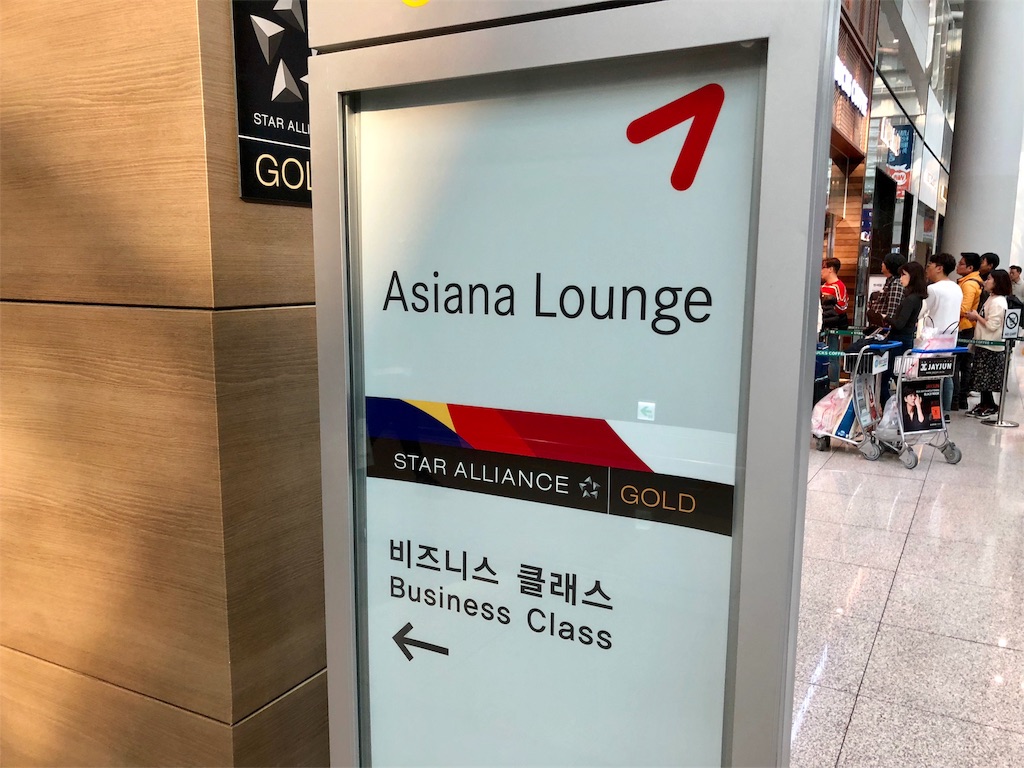 STAR ALLI
GOL
Asiana Lounge
STAR ALLIANCE GOLD
비즈니스 클래스
Business Class
JAYJUN